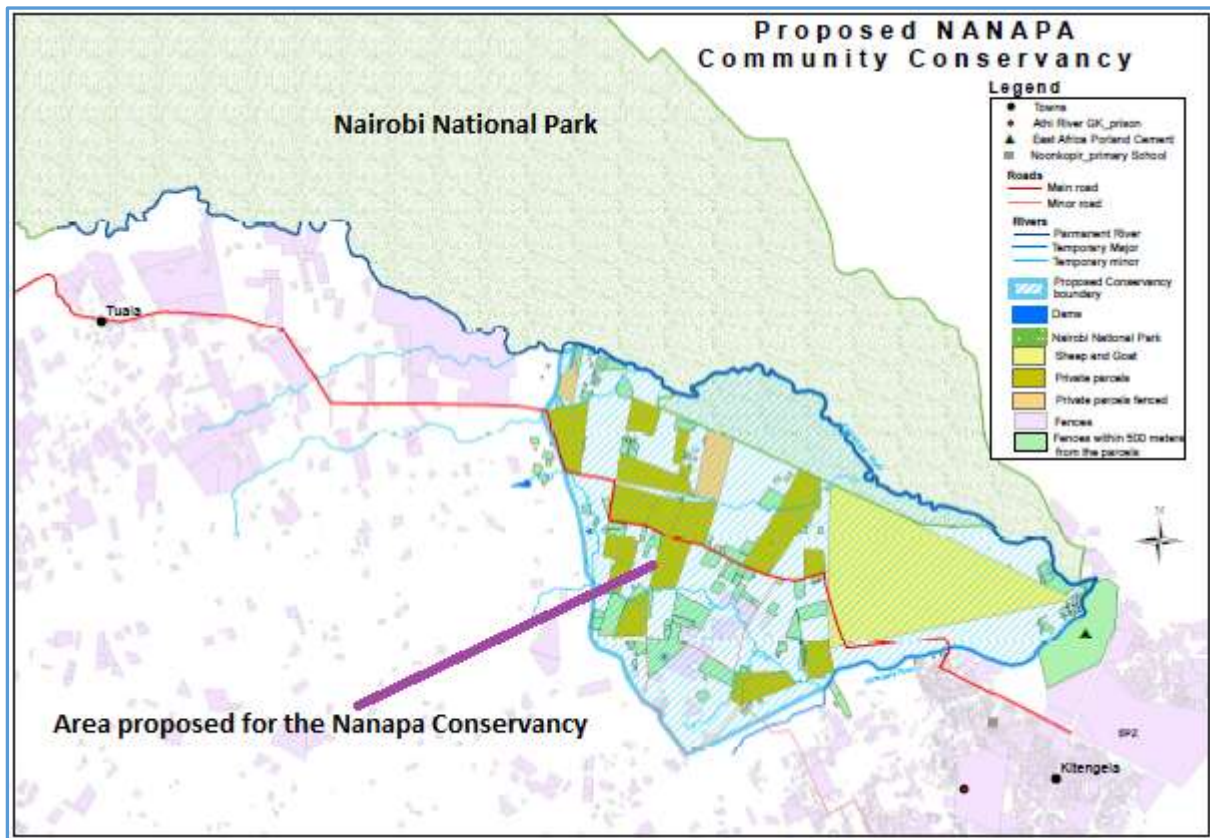 Proposed NANAPA
Community Conservancy
Nairobi National Park
Legend
Towns
Athi River GK_prison
East Africa Porland Cement
Noonkopir_primary School
Roads
Main road
Minor road
Rivers
Permanent River
Temporary Major
Temporary minor
Proposed Conservancy
boundary
Dams
Nairobi National Park
Sheep and Goat
Private parcels
Private parcels fenced
Fences
Fences within 500 meters
from the parcels
Tuala
N
Area proposed for the Nanapa Conservancy
EPZ
Kitengela